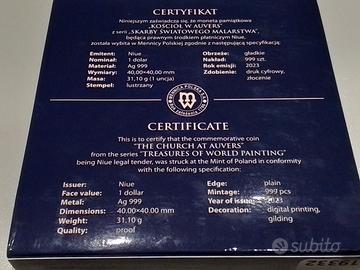 CERTYFIKAT
Niniejszym zaświadcza się, że moneta pamiątkowa
„KOŚCIÓŁ W AUVERS”
z serii „SKARBY ŚWIATOWEGO MALARSTWA”,
będąca prawnym środkiem płatniczym Niue,
została wybita w Mennicy Polskiej zgodnie z następującą specyfikacją:
Emitent: Niue Obrzeże: gładkie
Nominał: 1 dolar Nakład: 999 szt.
Materiał: Ag 999 Rok emisji: 2023
Wymiary: 40,00×40,00 mm Zdobienie: druk cyfrowy,
Masa: 31,10 g (1 uncja) złocenie
Stempel: lustrzany
MENNICA POLSKA S.A.
CERTIFICATE
This is to certify that the commemorative coin
"THE CHURCH AT AUVERS"
from the series "TREASURES OF WORLD PAINTING"
being Niue legal tender, was struck at the Mint of Poland in conformity
with the following specification:
Issuer: Niue Edge: plain
Face value: 1 dollar Mintage: 999 pcs
Metal: Ag 999 Year of issue: 2023
Dimensions: 40.00×40.00 mm Decoration: digital printing,
Weight: 31.10 g gilding
Quality: proof
subito